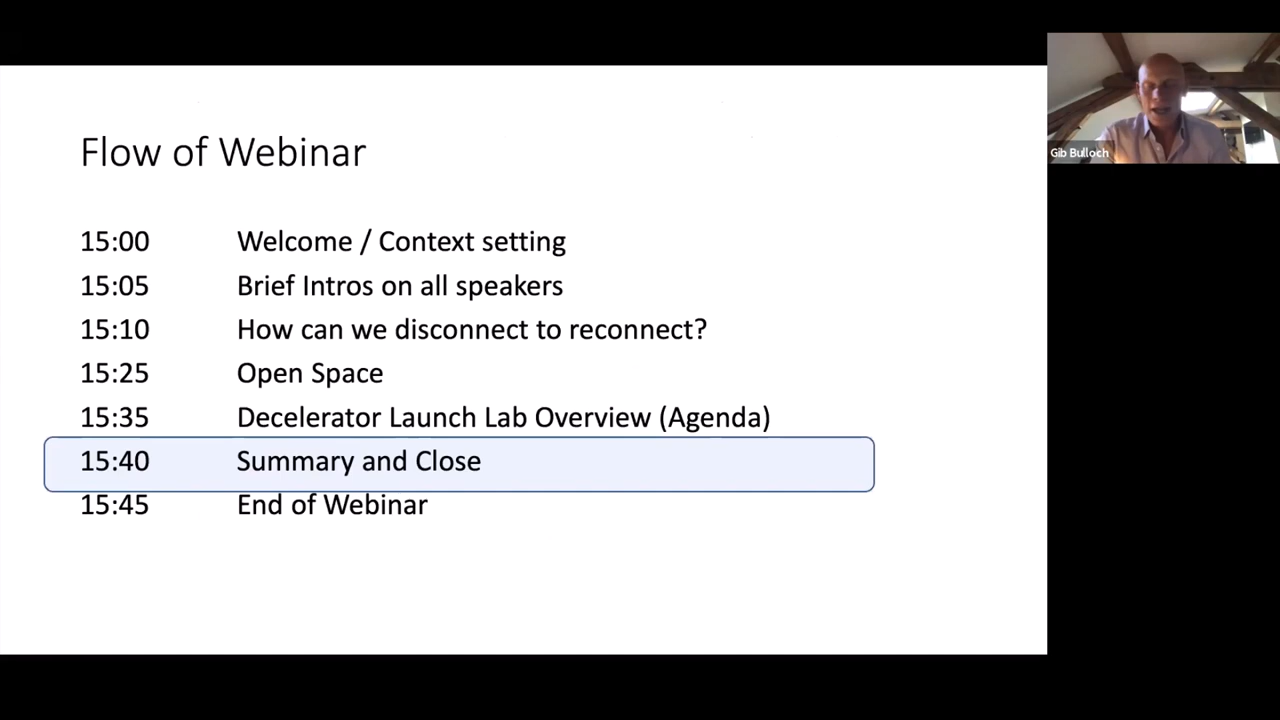 Flow of Webinar
15:00 Welcome / Context setting
15:05 Brief Intros on all speakers
15:10 How can we disconnect to reconnect?
15:25 Open Space
15:35 Decelerator Launch Lab Overview (Agenda)
15:40 Summary and Close
15:45 End of Webinar
Gib Bulloch